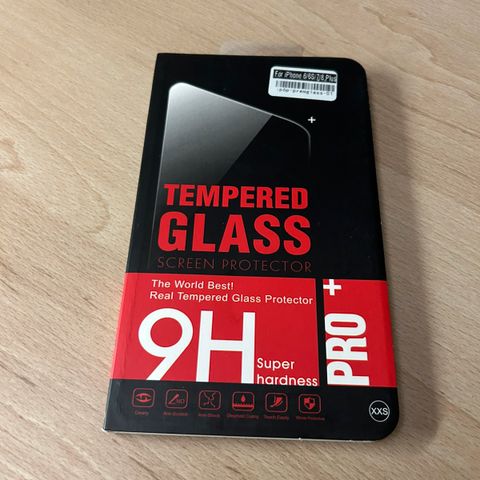 For iPhone 6/6S/7/8,Plus
+
TEMPERED
GLASS
SCREEN PROTECTOR
The World Best!
Real Tempered Glass Protector
9H
Super
hardness
PRO +
XXS